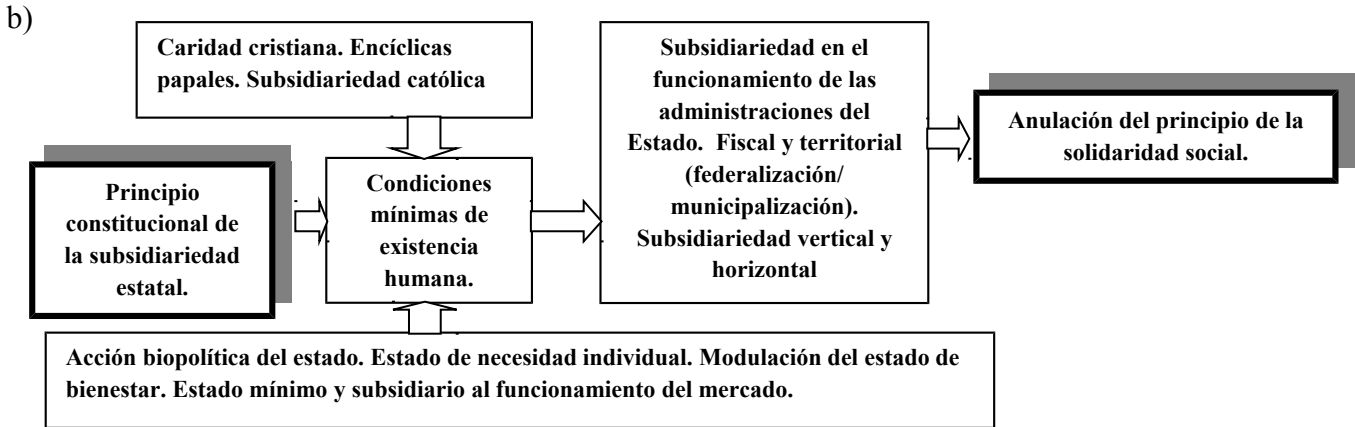 b)
Caridad cristiana. Encíclicas
papales. Subsidiariedad católica
Subsidiariedad en el
funcionamiento de las
administraciones del
Estado.  Fiscal y territorial
(federalización/
municipalización).
Subsidiariedad vertical y
horizontal
Anulación del principio de la
solidaridad social.
Principio
constitucional de
la subsidiariedad
estatal.
Condiciones
mínimas de
existencia
humana.
Acción biopolítica del estado. Estado de necesidad individual. Modulación del estado de
bienestar. Estado mínimo y subsidiario al funcionamiento del mercado.